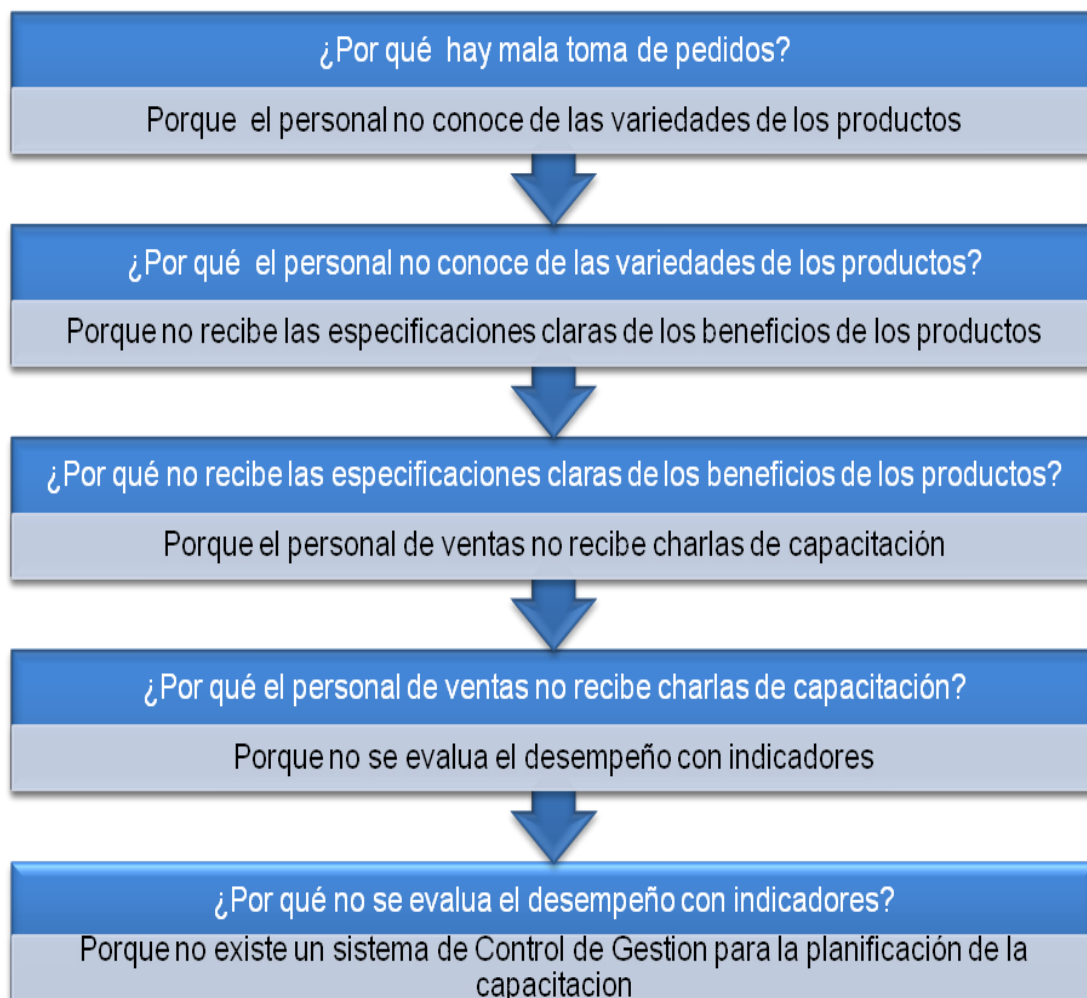 ¿Por qué hay mala toma de pedidos?
Porque el personal no conoce de las variedades de los productos
¿Por qué el personal no conoce de las variedades de los productos?
Porque no recibe las especificaciones claras de los beneficios de los productos
¿Por qué no recibe las especificaciones claras de los beneficios de los productos?
Porque el personal de ventas no recibe charlas de capacitación
¿Por qué el personal de ventas no recibe charlas de capacitación?
Porque no se evalua el desempeño con indicadores
¿Por qué no se evalua el desempeño con indicadores?
Porque no existe un sistema de Control de Gestion para la planificación de la
capacitacion